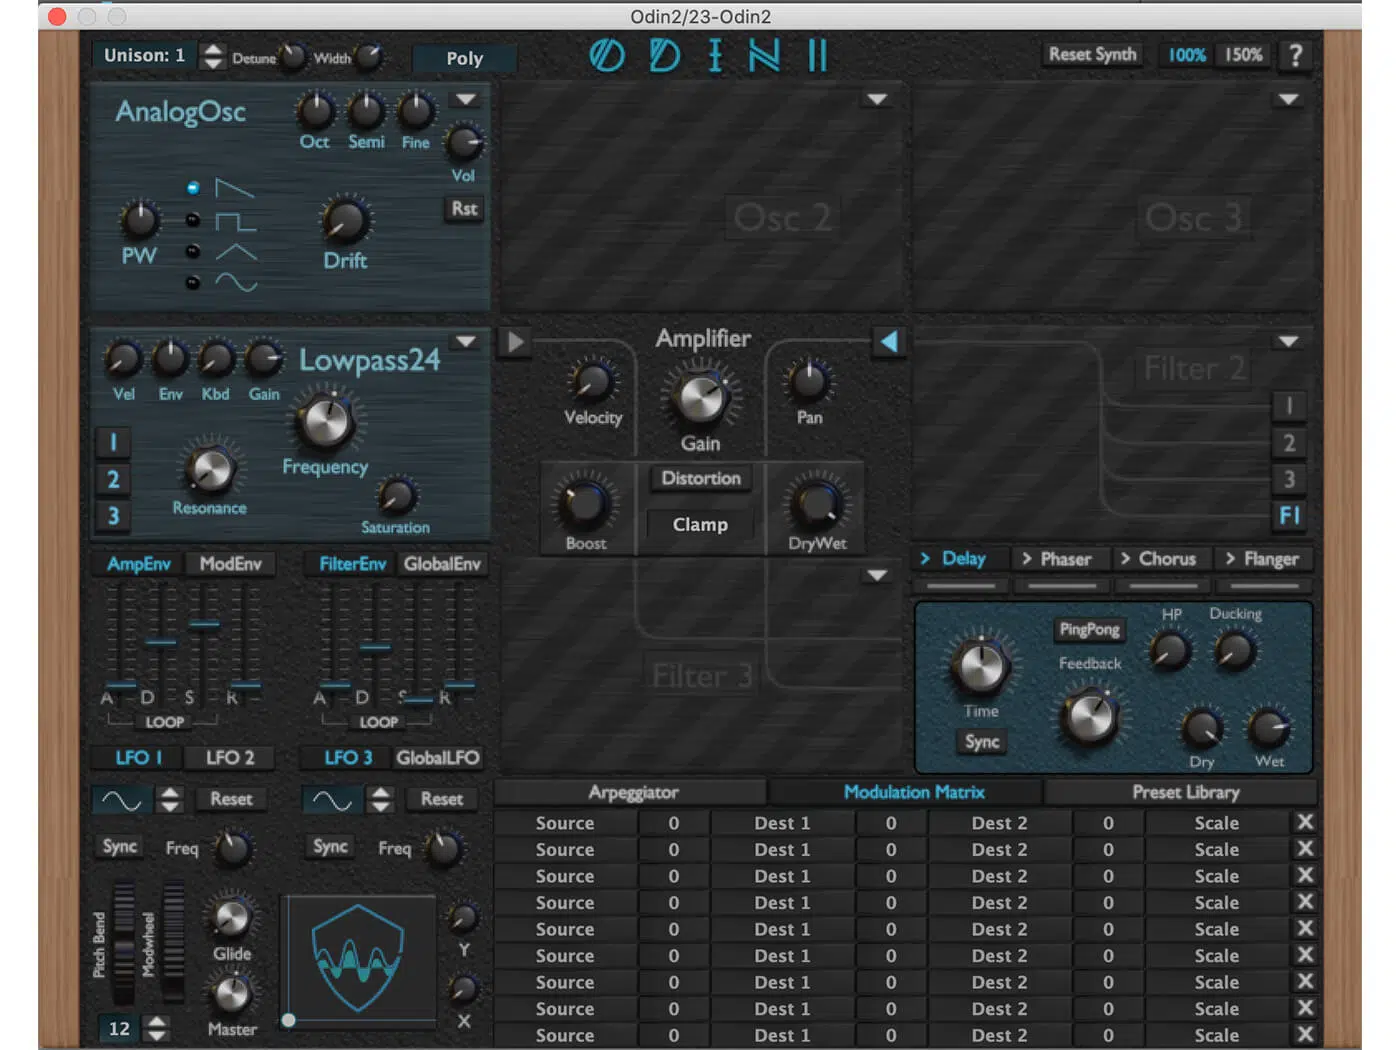 Odin2/23-Odin2
Unison: 1
Detune
Width
Poly
ODIN II
Reset Synth
100%
150%
?
AnalogOsc
Oct
Semi
Fine
Vol
Rst
PW
Drift
Osc 2
Osc 3
Vel
Env
Kbd
Gain
Lowpass24
1
2
3
Frequency
Resonance
Saturation
Amplifier
Velocity
Gain
Pan
Distortion
Clamp
Boost
DryWet
Filter 2
1
2
3
F1
AmpEnv
ModEnv
FilterEnv
GlobalEnv
A D S R
LOOP
A D S R
LOOP
Filter 3
> Delay
> Phaser
> Chorus
> Flanger
Time
Sync
PingPong
Feedback
HP
Ducking
Dry
Wet
LFO 1
LFO 2
LFO 3
GlobalLFO
Reset
Reset
Sync
Freq
Sync
Freq
Pitch Bend
Modwheel
Glide
Master
12
Y
X
Arpeggiator
Modulation Matrix
Preset Library
Source 0 Dest 1 0 Dest 2 0 Scale X
Source 0 Dest 1 0 Dest 2 0 Scale X
Source 0 Dest 1 0 Dest 2 0 Scale X
Source 0 Dest 1 0 Dest 2 0 Scale X
Source 0 Dest 1 0 Dest 2 0 Scale X
Source 0 Dest 1 0 Dest 2 0 Scale X
Source 0 Dest 1 0 Dest 2 0 Scale X
Source 0 Dest 1 0 Dest 2 0 Scale X
Source 0 Dest 1 0 Dest 2 0 Scale X